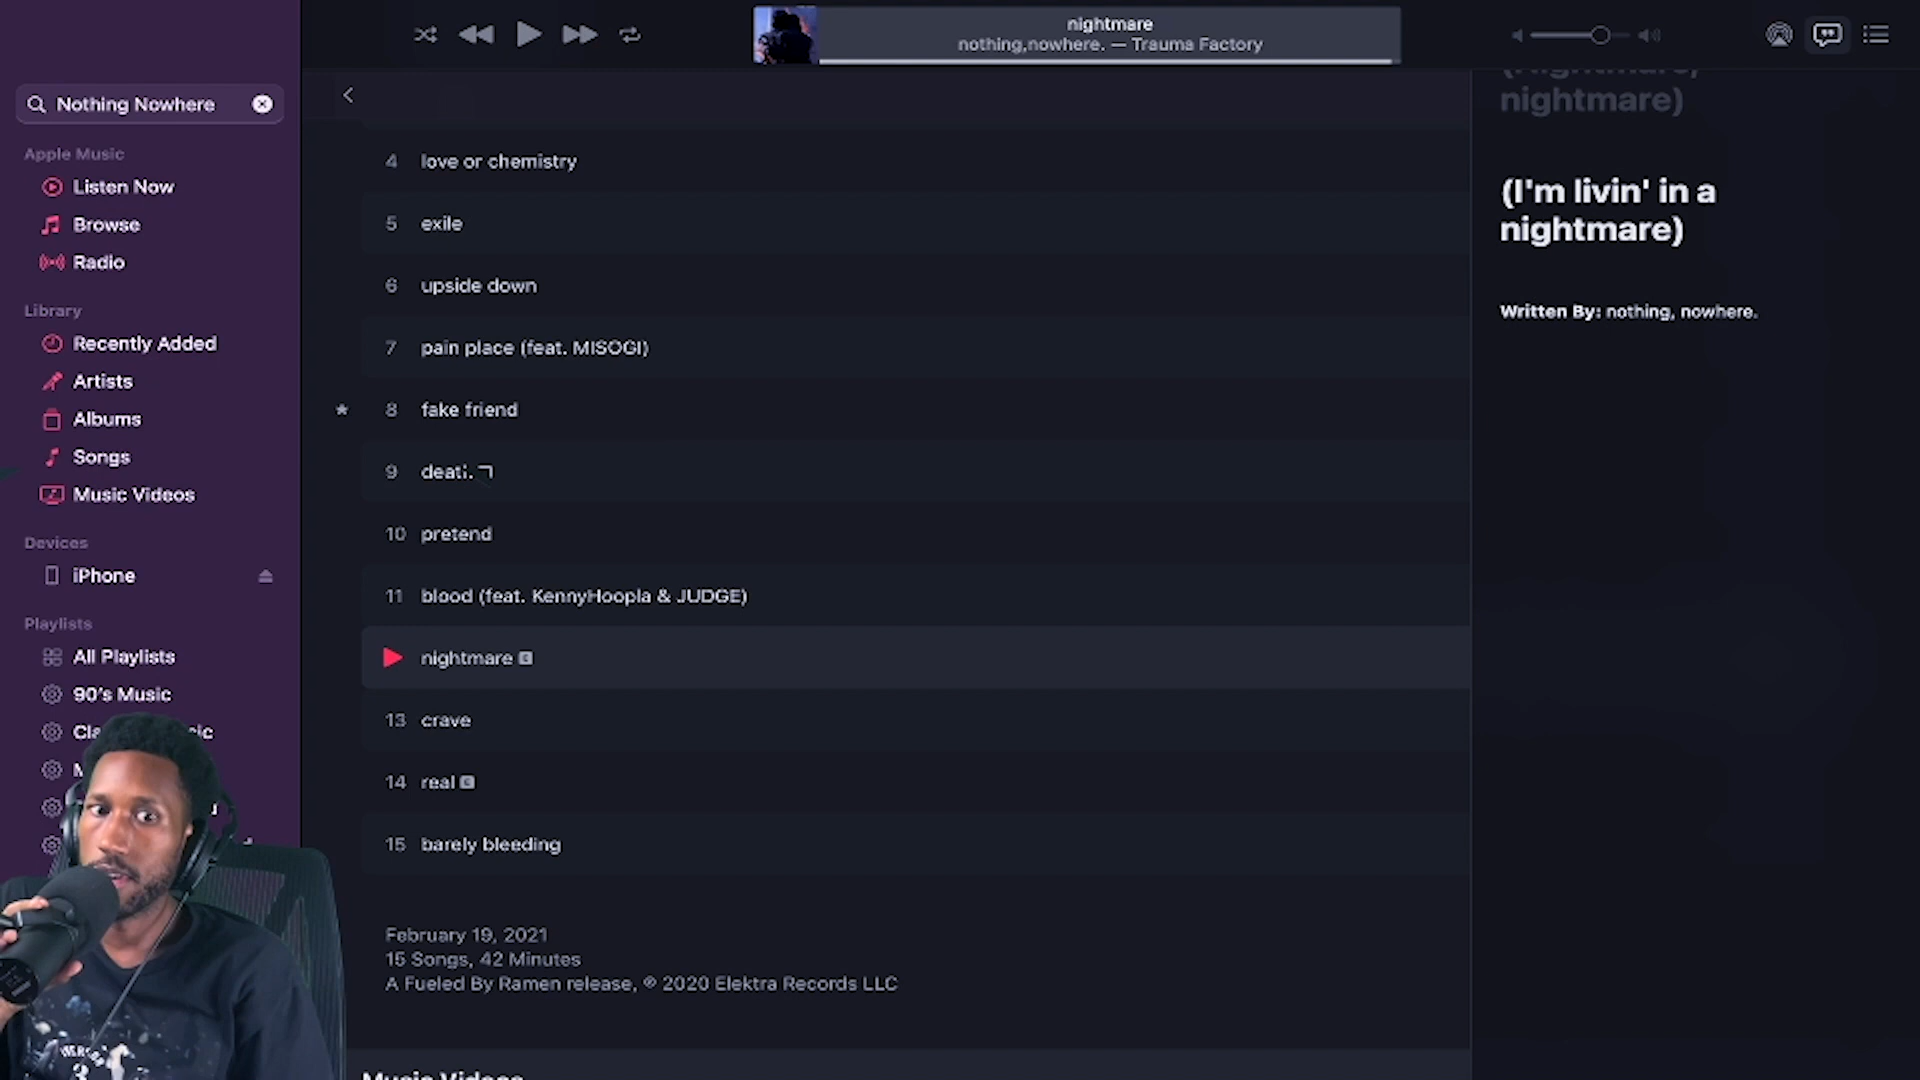 nightmare
nothing,nowhere. — Trauma Factory
Nothing Nowhere
Apple Music
Listen Now
Browse
Radio
Library
Recently Added
Artists
Albums
Songs
Music Videos
Devices
iPhone
Playlists
All Playlists
90's Music
4 love or chemistry
5 exile
6 upside down
7 pain place (feat. MISOGI)
★ 8 fake friend
9
10 pretend
11 blood (feat. KennyHoopla & JUDGE)
nightmare E
13 crave
14 real E
15 barely bleeding
February 19, 2021
15 Songs, 42 Minutes
A Fueled By Ramen release, ℗ 2020 Elektra Records LLC
Music Videos
nightmare)
(I'm livin' in a
nightmare)
Written By: nothing, nowhere.